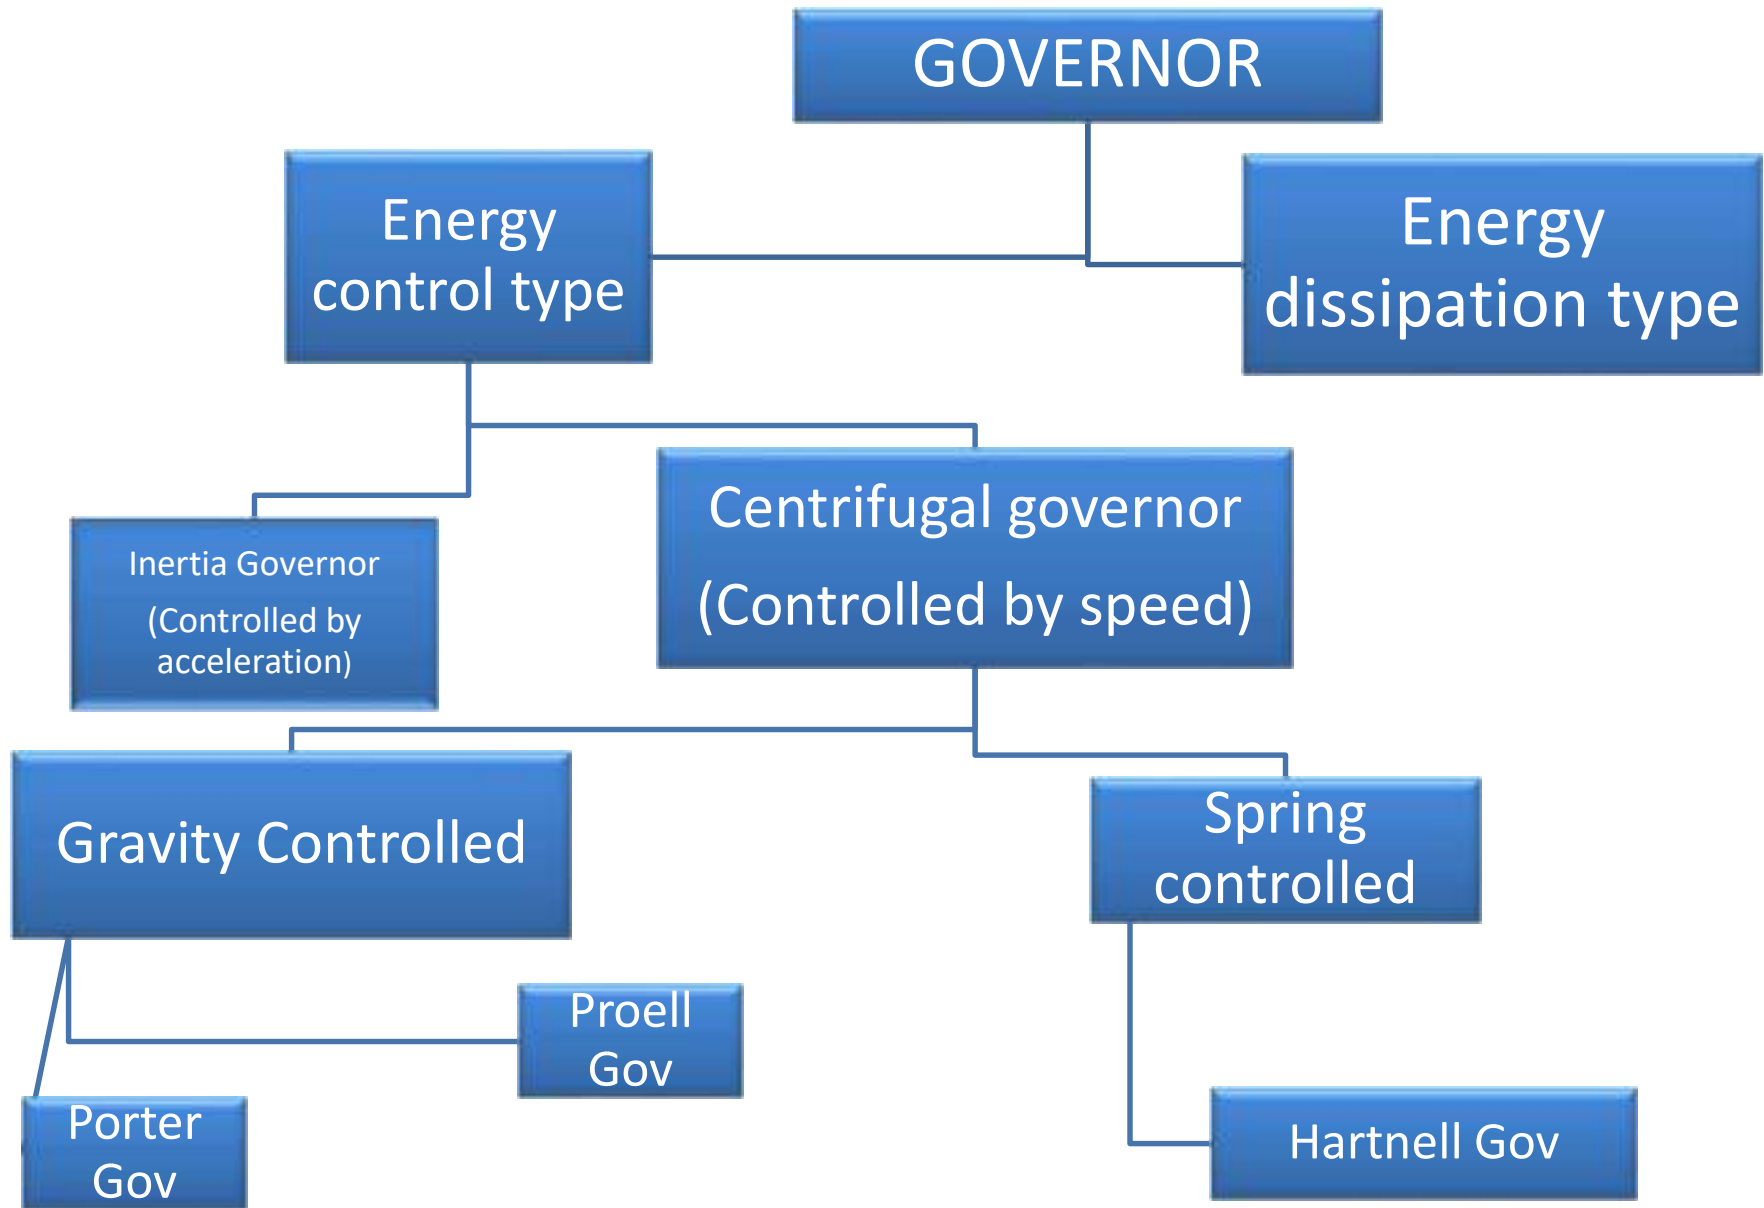 GOVERNOR
Energy
control type
Energy
dissipation type
Centrifugal governor
(Controlled by speed)
Inertia Governor
(Controlled by
acceleration)
Gravity Controlled
Spring
controlled
Proell
Gov
Porter
Gov
Hartnell Gov